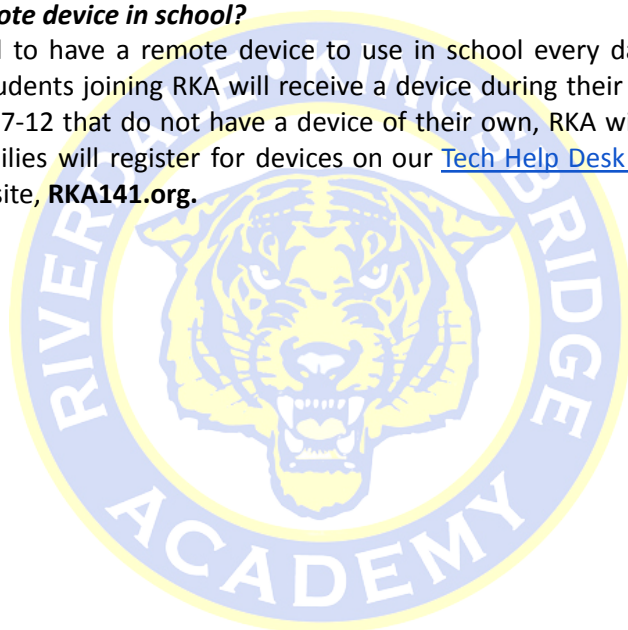 ote device in school?
d to have a remote device to use in school every da
udents joining RKA will receive a device during their
7-12 that do not have a device of their own, RKA wi
ilies will register for devices on our Tech Help Desk
site, RKA141.org.
RIVERDALE • KINGSBRIDGE
ACADEMY